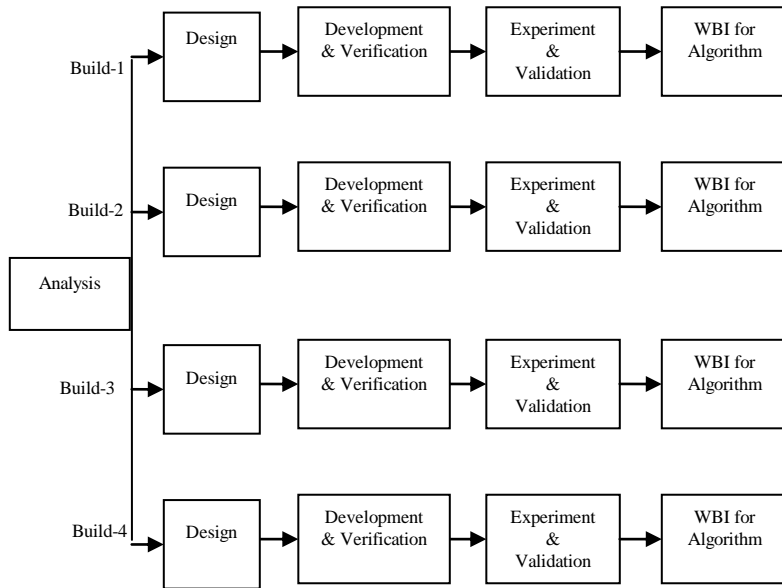 Build-1
Design
Development
& Verification
Experiment
&
Validation
WBI for
Algorithm
Build-2
Design
Development
& Verification
Experiment
&
Validation
WBI for
Algorithm
Analysis
Build-3
Design
Development
& Verification
Experiment
&
Validation
WBI for
Algorithm
Build-4
Design
Development
& Verification
Experiment
&
Validation
WBI for
Algorithm